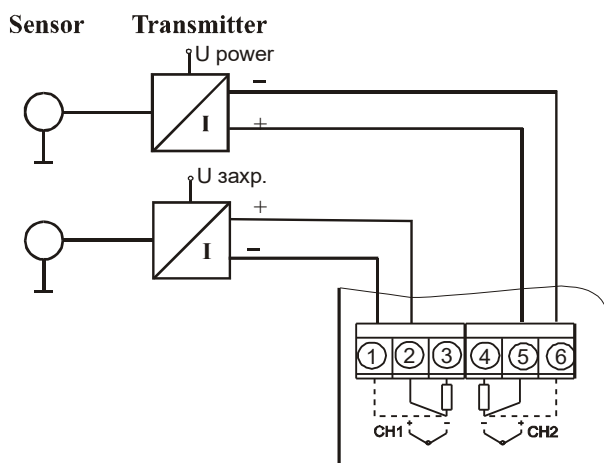 Sensor Transmitter
U power
−
I
+
U захр.
+
I
−
1 2 3 4 5 6
+ - - +
CH1 CH2